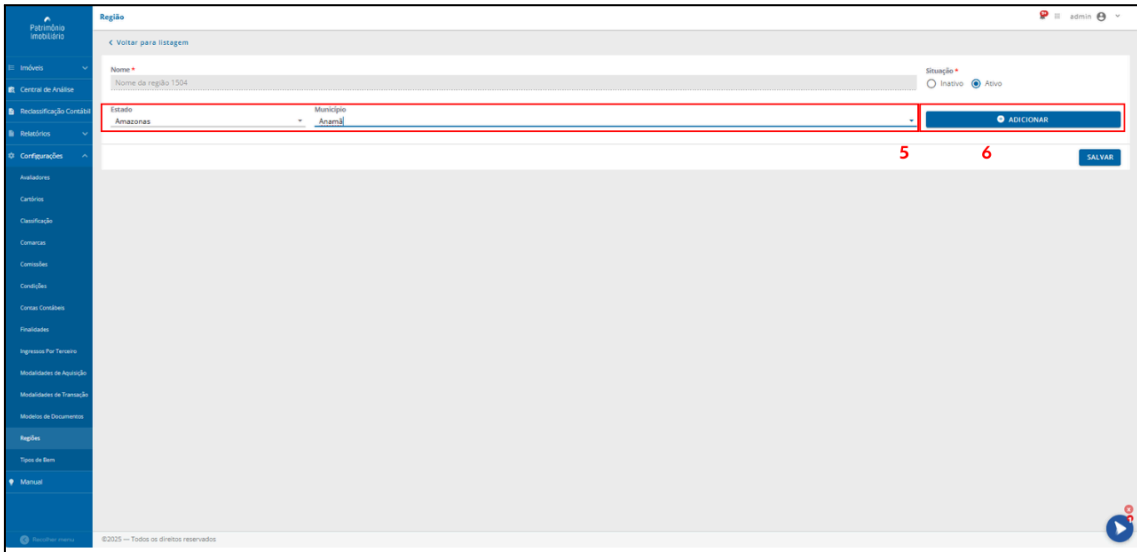 Patrimônio
Imobiliário
Imóveis
Central de Análise
Reclassificação Contábil
Relatórios
Configurações
Avaliadores
Cartórios
Classificação
Comarcas
Comissões
Condições
Contas Contábeis
Finalidades
Ingressos Por Terceiro
Modalidades de Aquisição
Modalidades de Transação
Modelos de Documentos
Regiões
Tipos de Bem
Manual
Recolher menu
Região
admin
Voltar para listagem
Nome *
Nome da região 1504
Situação *
Inativo Ativo
Estado Município
Amazonas Anamã
ADICIONAR
5 6
SALVAR
©2025 — Todos os direitos reservados